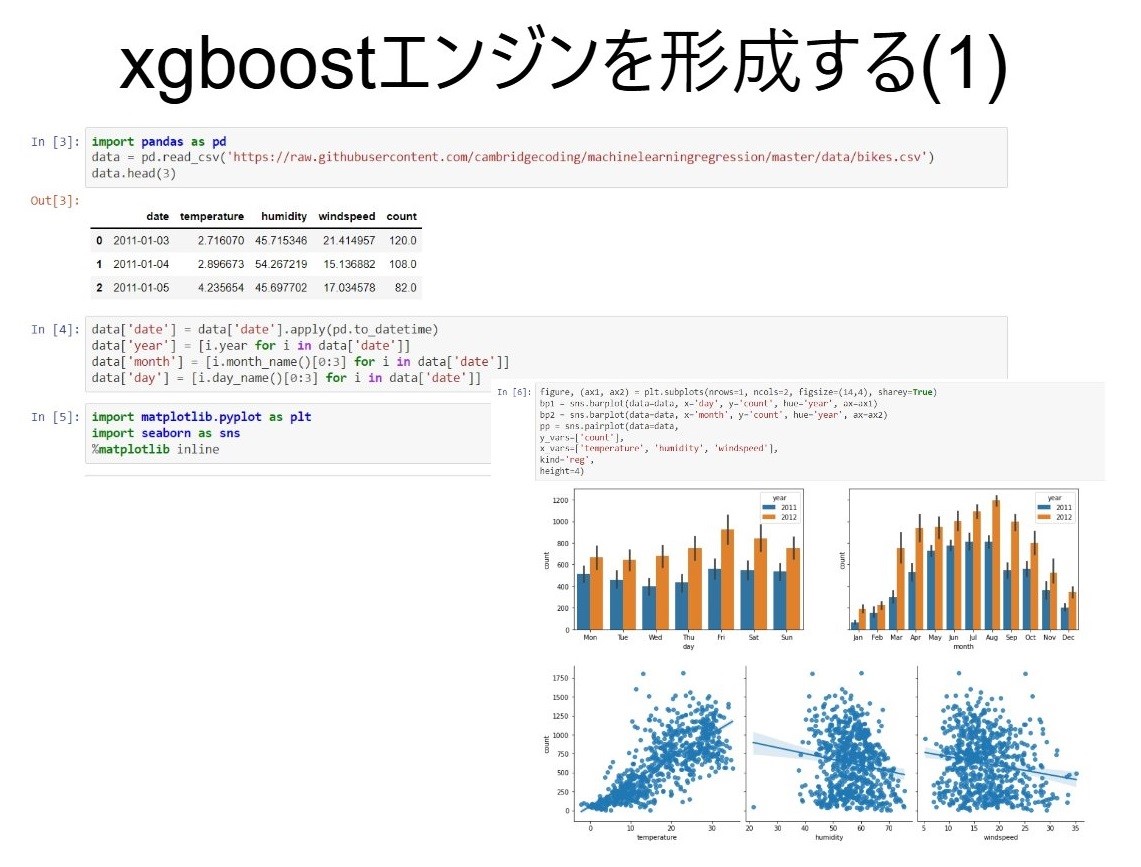 xgboostエンジンを形成する(1)
In [3]: import pandas as pd
data = pd.read_csv('https://raw.githubusercontent.com/cambridgecoding/machinelearningregression/master/data/bikes.csv')
data.head(3)
Out[3]:
date temperature humidity windspeed count
0 2011-01-03 2.716070 45.715346 21.414957 120.0
1 2011-01-04 2.896673 54.267219 15.136882 108.0
2 2011-01-05 4.235654 45.697702 17.034578 82.0
In [4]: data['date'] = data['date'].apply(pd.to_datetime)
data['year'] = [i.year for i in data['date']]
data['month'] = [i.month_name()[0:3] for i in data['date']]
data['day'] = [i.day_name()[0:3] for i in data['date']]
In [5]: import matplotlib.pyplot as plt
import seaborn as sns
%matplotlib inline
In [6]: figure, (ax1, ax2) = plt.subplots(nrows=1, ncols=2, figsize=(14,4), sharey=True)
bp1 = sns.barplot(data=data, x='day', y='count', hue='year', ax=ax1)
bp2 = sns.barplot(data=data, x='month', y='count', hue='year', ax=ax2)
pp = sns.pairplot(data=data,
y_vars=['count'],
x_vars=['temperature', 'humidity', 'windspeed'],
kind='reg',
height=4)
1200
1000
800
600
400
200
0
count
year
2011
2012
Mon Tue Wed Thu Fri Sat Sun
day
count
year
2011
2012
Jan Feb Mar Apr May Jun Jul Aug Sep Oct Nov Dec
month
1750
1500
1250
1000
750
500
250
0
count
0 10 20 30
temperature
20 30 40 50 60 70
humidity
5 10 15 20 25 30 35
windspeed